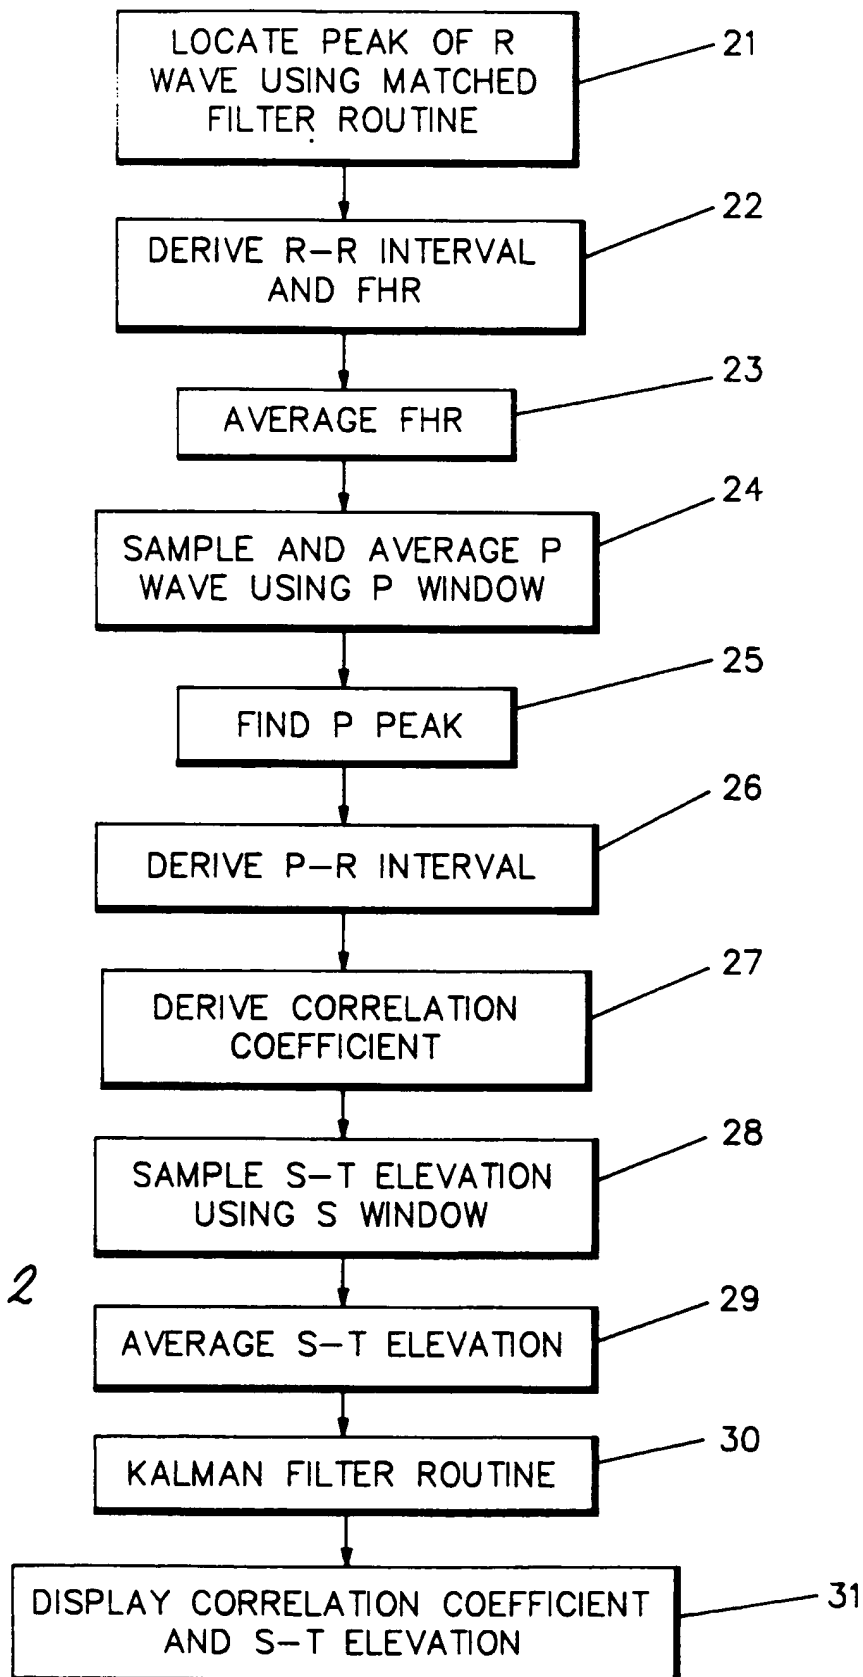 LOCATE PEAK OF R
WAVE USING MATCHED
FILTER ROUTINE
21
DERIVE R-R INTERVAL
AND FHR
22
AVERAGE FHR
23
SAMPLE AND AVERAGE P
WAVE USING P WINDOW
24
FIND P PEAK
25
DERIVE P-R INTERVAL
26
DERIVE CORRELATION
COEFFICIENT
27
SAMPLE S-T ELEVATION
USING S WINDOW
28
2
AVERAGE S-T ELEVATION
29
KALMAN FILTER ROUTINE
30
DISPLAY CORRELATION COEFFICIENT
AND S-T ELEVATION
31